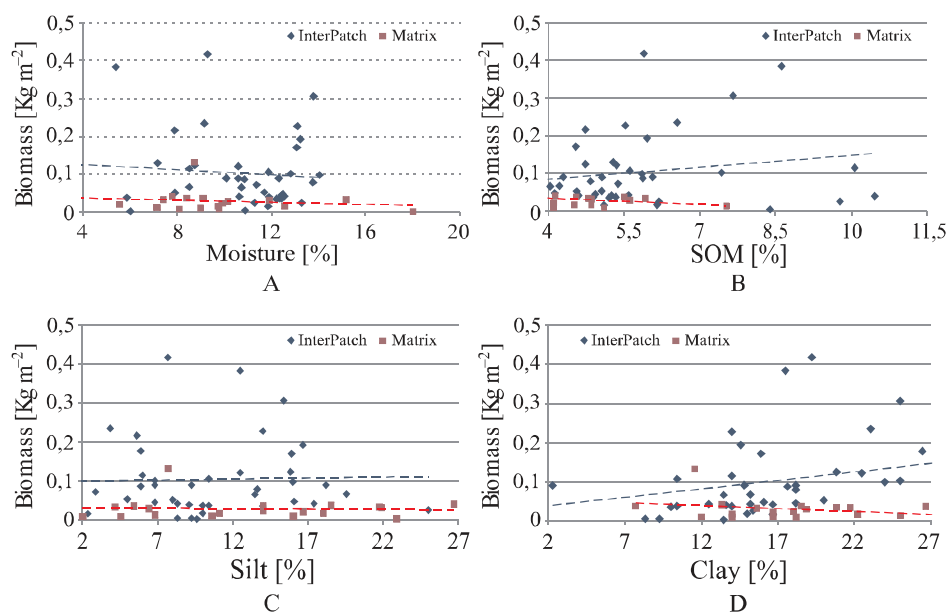 0,5
0,4
0,3
0,2
0,1
0
Biomass [Kg m−2]
InterPatch Matrix
4 8 12 16 20
Moisture [%]
A
0,5
0,4
0,3
0,2
0,1
0
Biomass [Kg m−2]
InterPatch Matrix
4 5,5 7 8,5 10 11,5
SOM [%]
B
0,5
0,4
0,3
0,2
0,1
0
Biomass [Kg m−2]
InterPatch Matrix
2 7 12 17 22 27
Silt [%]
C
0,5
0,4
0,3
0,2
0,1
0
Biomass [Kg m−2]
InterPatch Matrix
2 7 12 17 22 27
Clay [%]
D